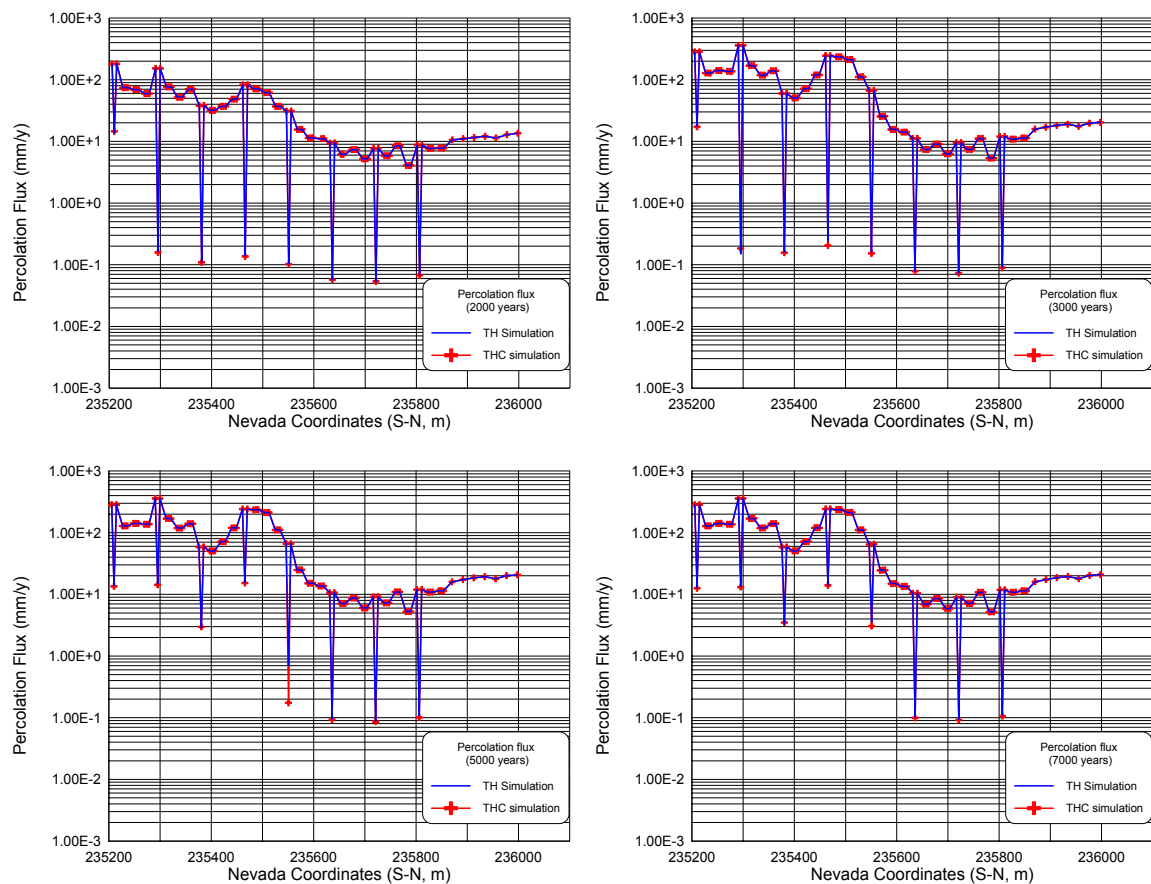 1.00E+3
1.00E+2
1.00E+1
1.00E+0
1.00E-1
1.00E-2
1.00E-3
Percolation Flux (mm/y)
Percolation flux
(2000 years)
TH Simulation
THC simulation
235200 235400 235600 235800 236000
Nevada Coordinates (S-N, m)
1.00E+3
1.00E+2
1.00E+1
1.00E+0
1.00E-1
1.00E-2
1.00E-3
Percolation Flux (mm/y)
Percolation flux
(3000 years)
TH Simulation
THC simulation
235200 235400 235600 235800 236000
Nevada Coordinates (S-N, m)
1.00E+3
1.00E+2
1.00E+1
1.00E+0
1.00E-1
1.00E-2
1.00E-3
Percolation Flux (mm/y)
Percolation flux
(5000 years)
TH Simulation
THC simulation
235200 235400 235600 235800 236000
Nevada Coordinates (S-N, m)
1.00E+3
1.00E+2
1.00E+1
1.00E+0
1.00E-1
1.00E-2
1.00E-3
Percolation Flux (mm/y)
Percolation flux
(7000 years)
TH Simulation
THC simulation
235200 235400 235600 235800 236000
Nevada Coordinates (S-N, m)